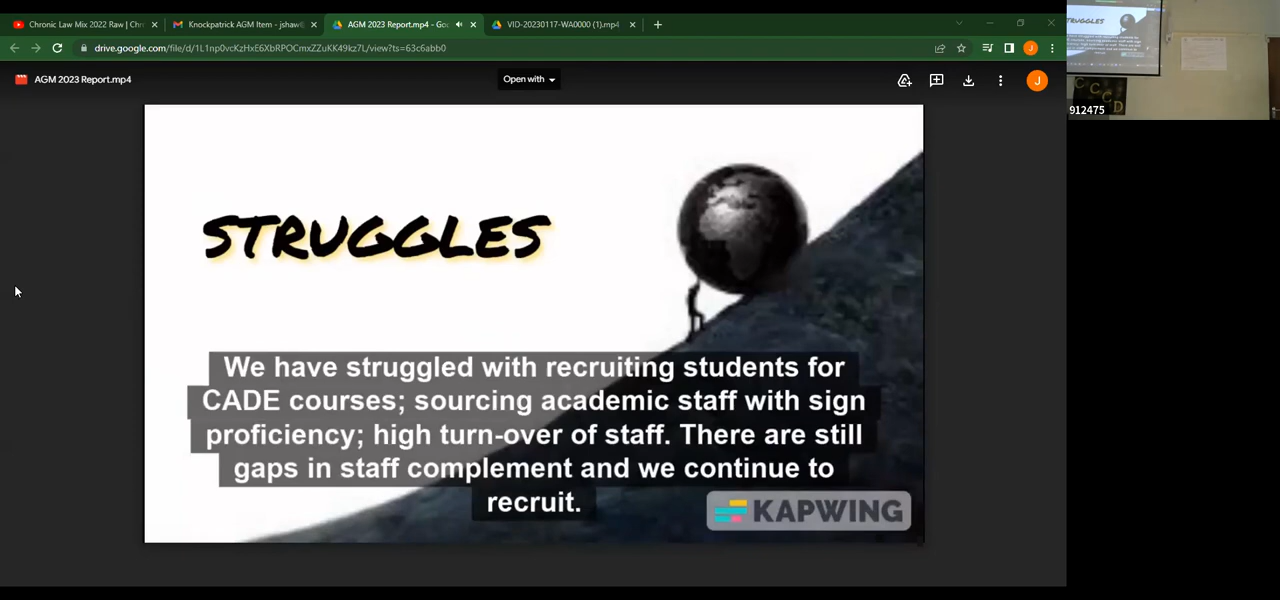 Chronic Law Mix 2022 Raw | Chr
Knockpatrick AGM Item - jshaw@
AGM 2023 Report.mp4 - Goo
VID-20230117-WA0000 (1).mp4
drive.google.com/file/d/1L1np0vcKzHxE6XbRPOCmxZZuKK49kz7L/view?ts=63c6abb0
J
AGM 2023 Report.mp4
Open with
J
STRUGGLES
We have struggled with recruiting students for
CADE courses; sourcing academic staff with sign
proficiency; high turn-over of staff. There are still
gaps in staff complement and we continue to
recruit.
KAPWING
STRUGGLES
C C C D
912475